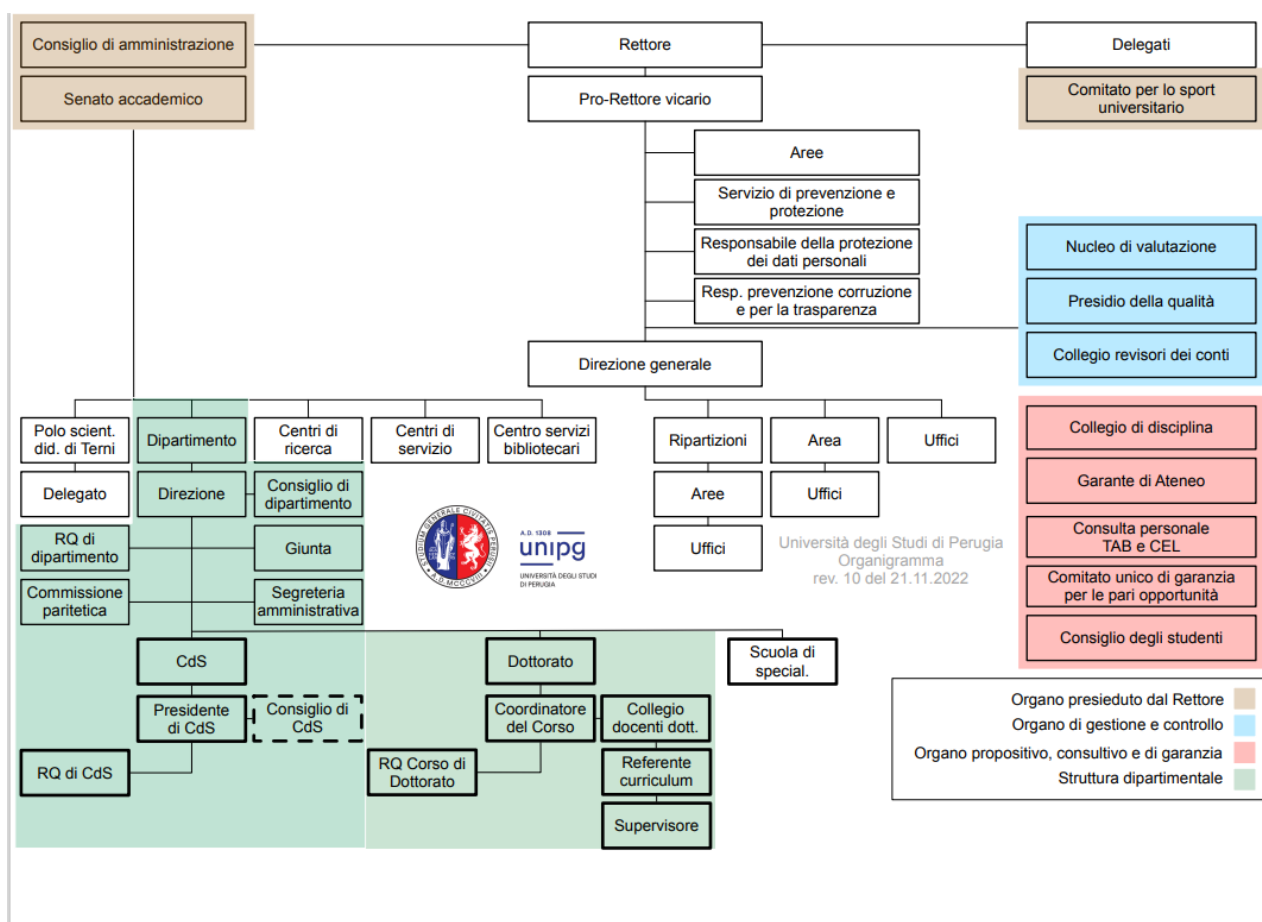 Consiglio di amministrazione
Rettore
Delegati
Senato accademico
Pro-Rettore vicario
Comitato per lo sport
universitario
Aree
Servizio di prevenzione e
protezione
Responsabile della protezione
dei dati personali
Resp. prevenzione corruzione
e per la trasparenza
Nucleo di valutazione
Presidio della qualità
Collegio revisori dei conti
Direzione generale
Polo scient.
did. di Terni
Dipartimento
Centri di
ricerca
Centri di
servizio
Centro servizi
bibliotecari
Ripartizioni
Area
Uffici
Collegio di disciplina
Delegato
Direzione
Consiglio di
dipartimento
Aree
Uffici
Garante di Ateneo
RQ di
dipartimento
Giunta
STUDIUM GENERALE CIVITATIS PERUSII
A.D. MCCCVIII
A.D. 1308
unipg
UNIVERSITÀ DEGLI STUDI
DI PERUGIA
Uffici
Università degli Studi di Perugia
Organigramma
rev. 10 del 21.11.2022
Consulta personale
TAB e CEL
Commissione
paritetica
Segreteria
amministrativa
Comitato unico di garanzia
per le pari opportunità
Consiglio degli studenti
CdS
Dottorato
Scuola di
special.
Presidente
di CdS
Consiglio di
CdS
Coordinatore
del Corso
Collegio
docenti dott.
RQ di CdS
RQ Corso di
Dottorato
Referente
curriculum
Supervisore
Organo presieduto dal Rettore
Organo di gestione e controllo
Organo propositivo, consultivo e di garanzia
Struttura dipartimentale